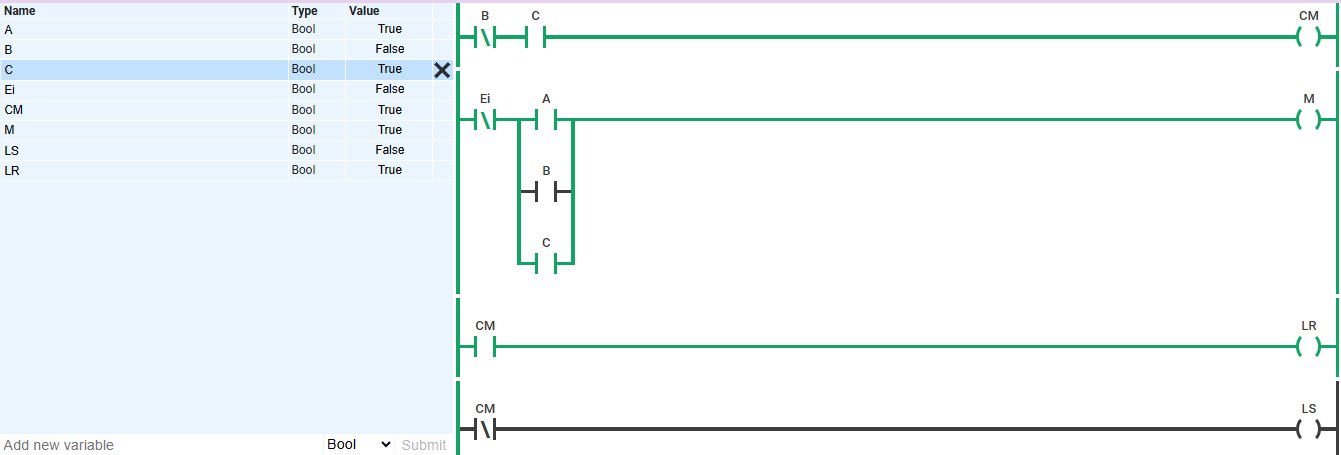 Name Type Value
A Bool True
B Bool False
C Bool True
Ei Bool False
CM Bool True
M Bool True
LS Bool False
LR Bool True
Add new variable Bool Submit
B C CM
Ei A M
B
C
CM LR
CM LS